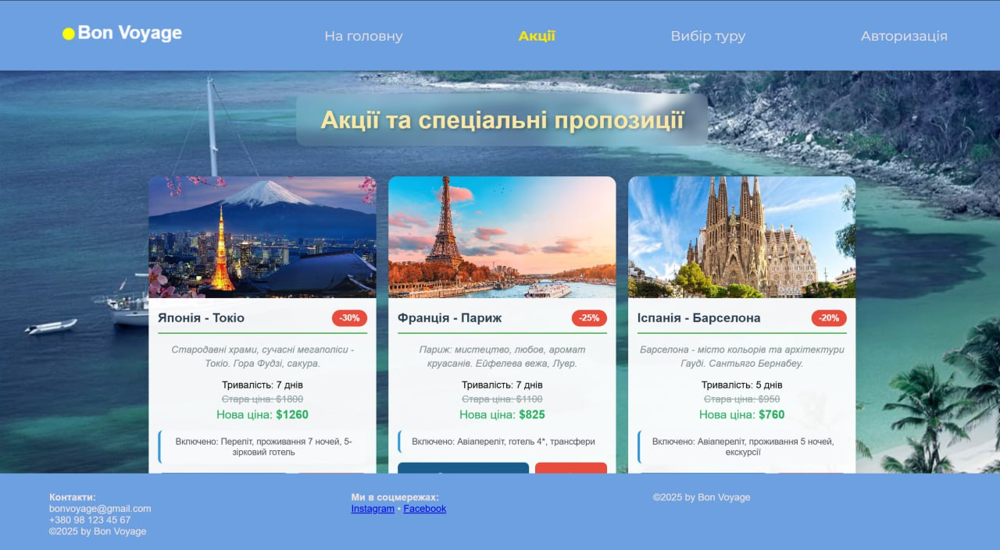 Bon Voyage
На головну
Акції
Вибір туру
Авторизація
Акції та спеціальні пропозиції
Японія - Токіо
-30%
Стародавні храми, сучасні мегаполіси -
Токіо. Гора Фудзі, сакура.
Тривалість: 7 днів
Стара ціна: $1800
Нова ціна: $1260
Включено: Переліт, проживання 7 ночей, 5-
зірковий готель
Франція - Париж
-25%
Париж: мистецтво, любов, аромат
круасанів. Ейфелева вежа, Лувр.
Тривалість: 7 днів
Стара ціна: $1100
Нова ціна: $825
Включено: Авіапереліт, готель 4*, трансфери
Іспанія - Барселона
-20%
Барселона - місто кольорів та архітектури
Гауді. Сантьяго Бернабеу.
Тривалість: 5 днів
Стара ціна: $950
Нова ціна: $760
Включено: Авіапереліт, проживання 5 ночей,
екскурсії
Контакти:
bonvoyage@gmail.com
+380 98 123 45 67
©2025 by Bon Voyage
Ми в соцмережах:
Instagram • Facebook
©2025 by Bon Voyage